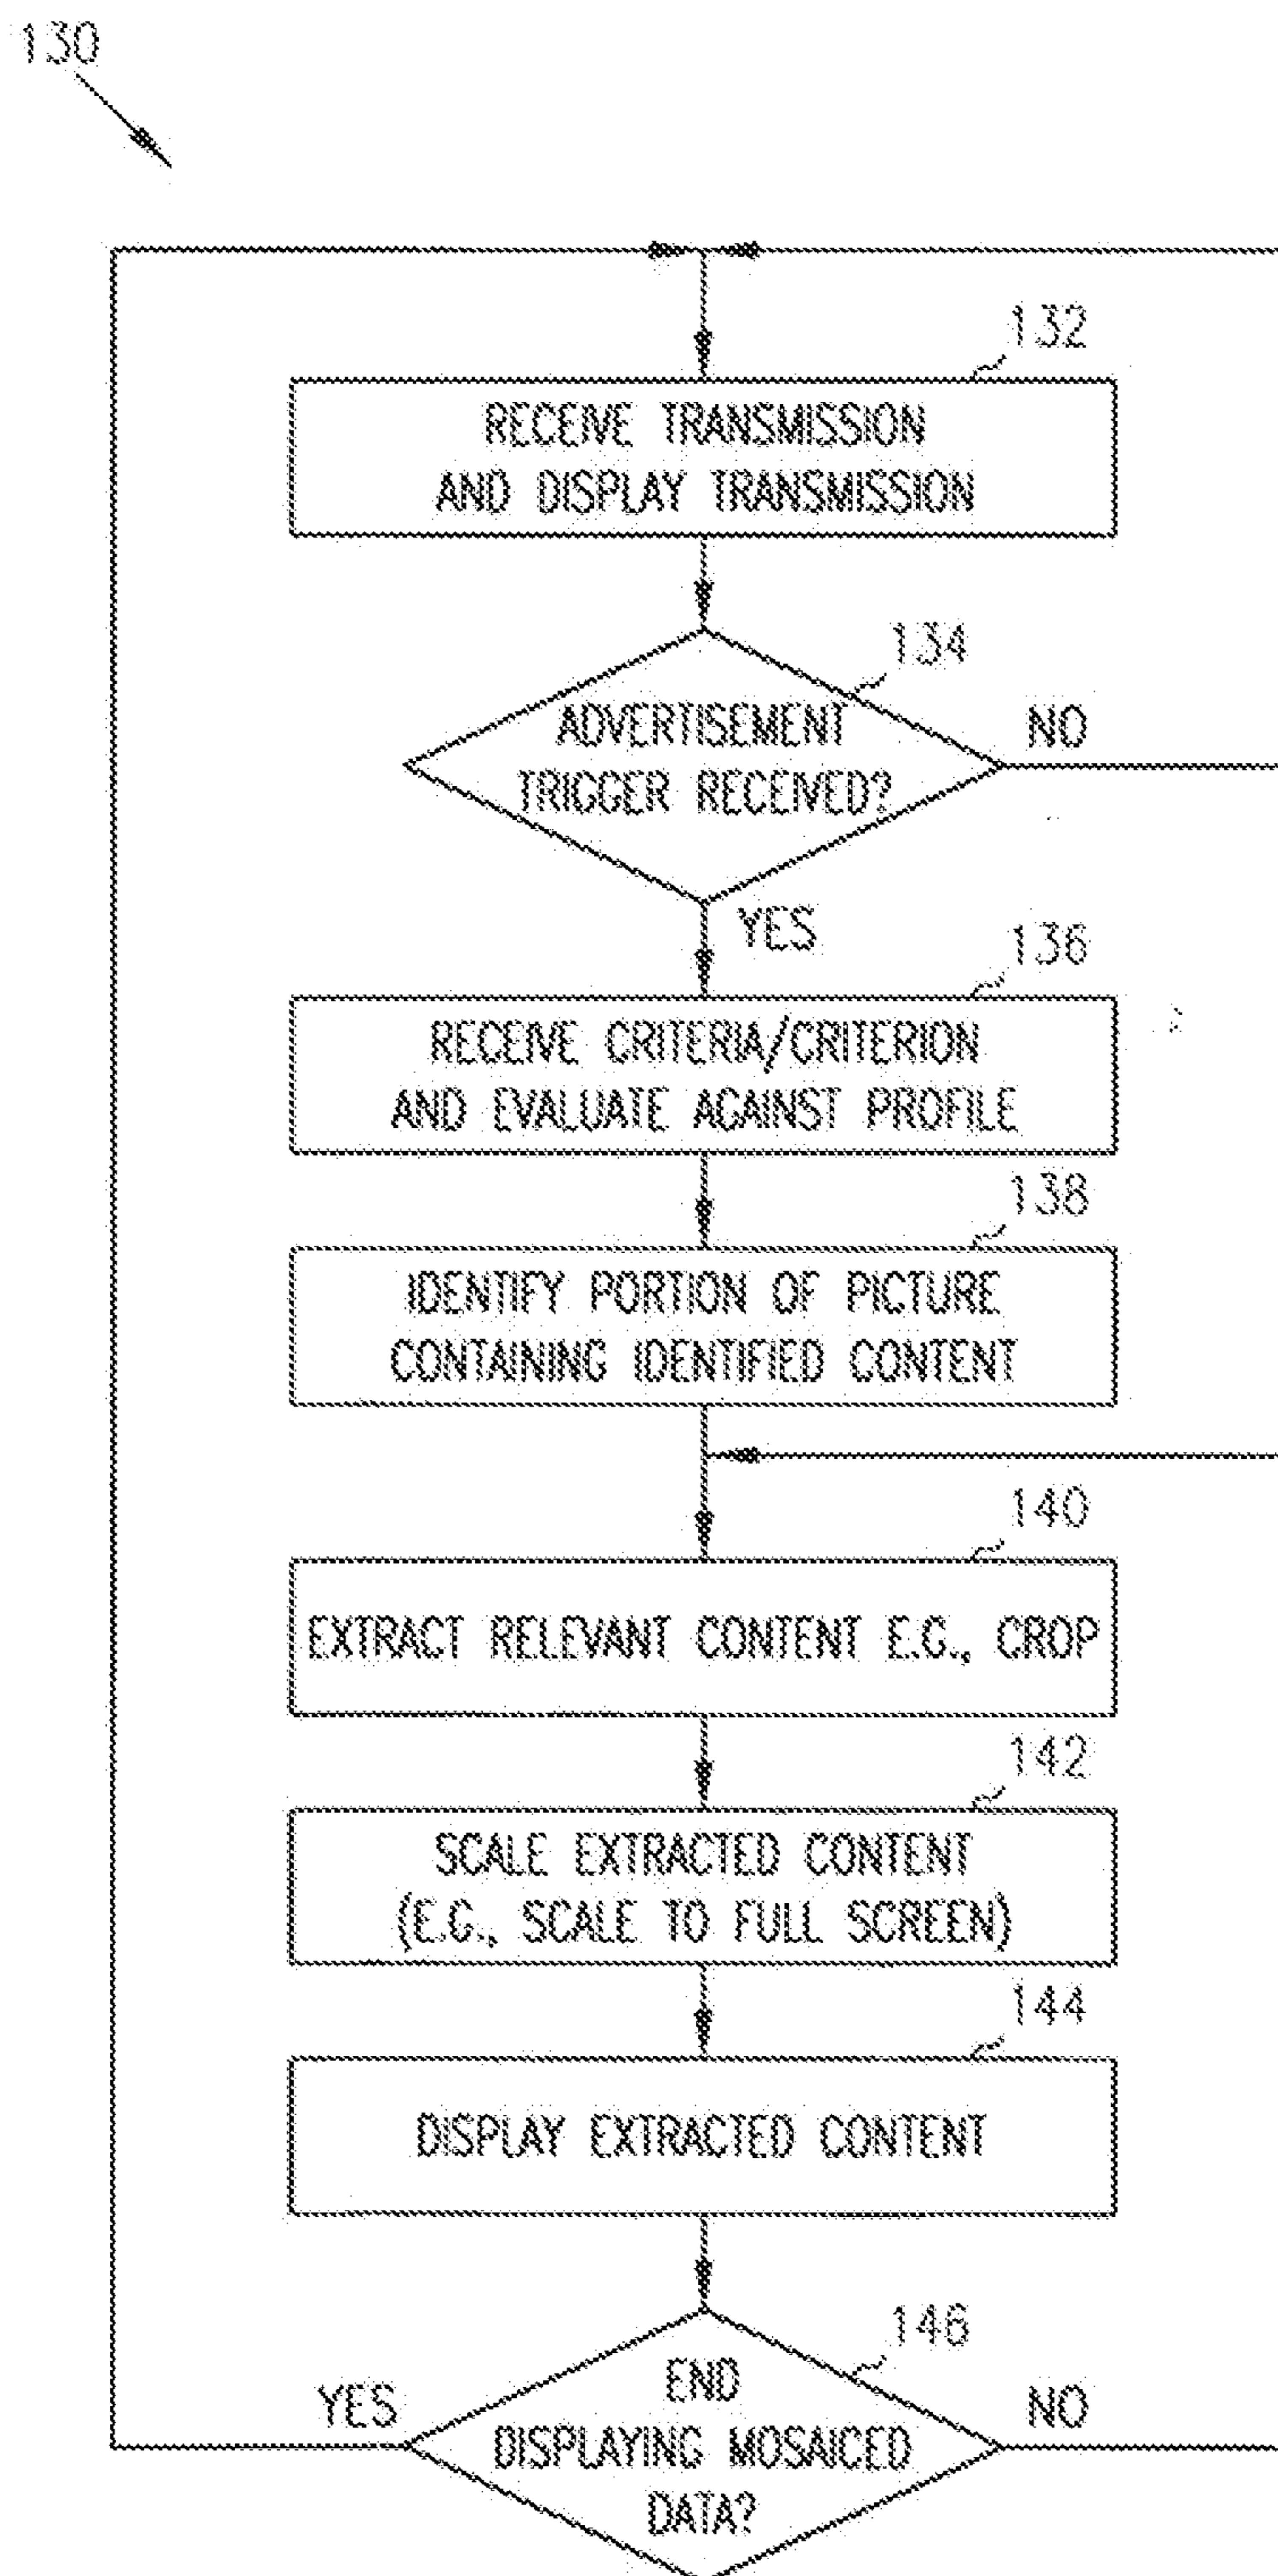 130
132
RECEIVE TRANSMISSION
AND DISPLAY TRANSMISSION
134
ADVERTISEMENT
TRIGGER RECEIVED?
NO
YES
136
RECEIVE CRITERIA/CRITERION
AND EVALUATE AGAINST PROFILE
138
IDENTIFY PORTION OF PICTURE
CONTAINING IDENTIFIED CONTENT
140
EXTRACT RELEVANT CONTENT E.G., CROP
142
SCALE EXTRACTED CONTENT
(E.G., SCALE TO FULL SCREEN)
144
DISPLAY EXTRACTED CONTENT
146
YES
END
DISPLAYING MOSAICED
DATA?
NO